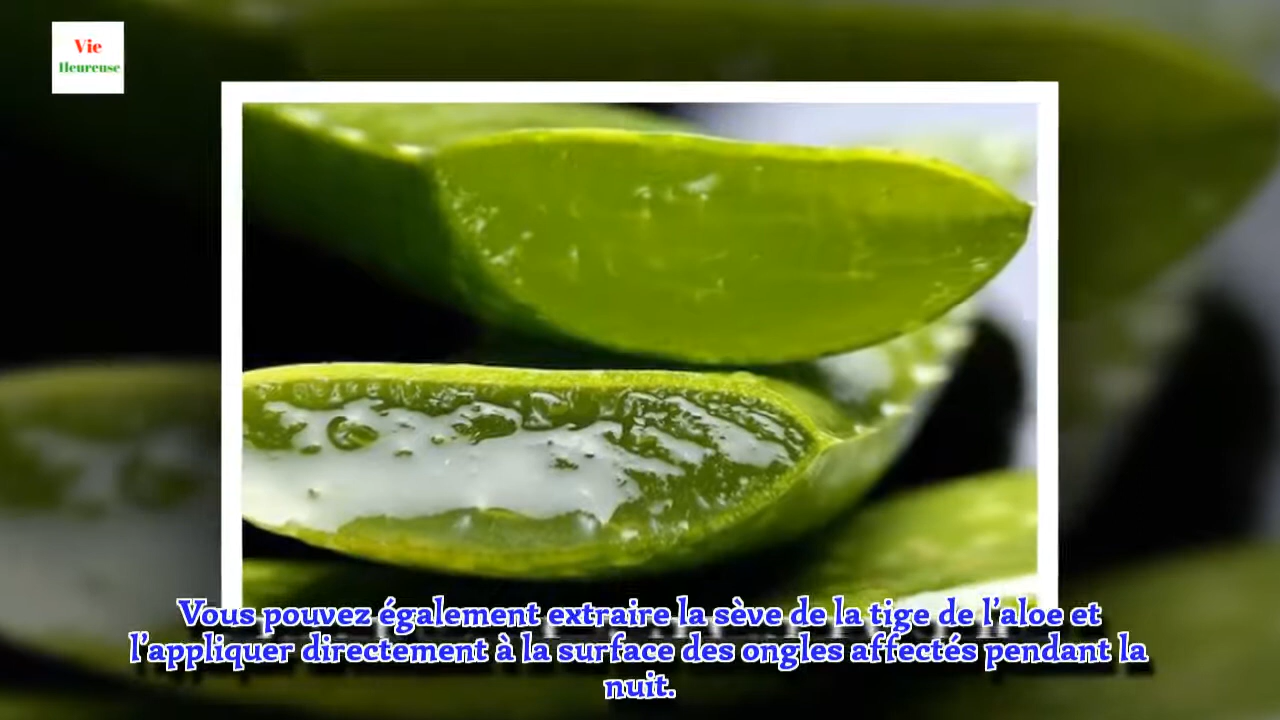 Vie
Heureuse
Vous pouvez également extraire la sève de la tige de l'aloe et
l'appliquer directement à la surface des ongles affectés pendant la
nuit.